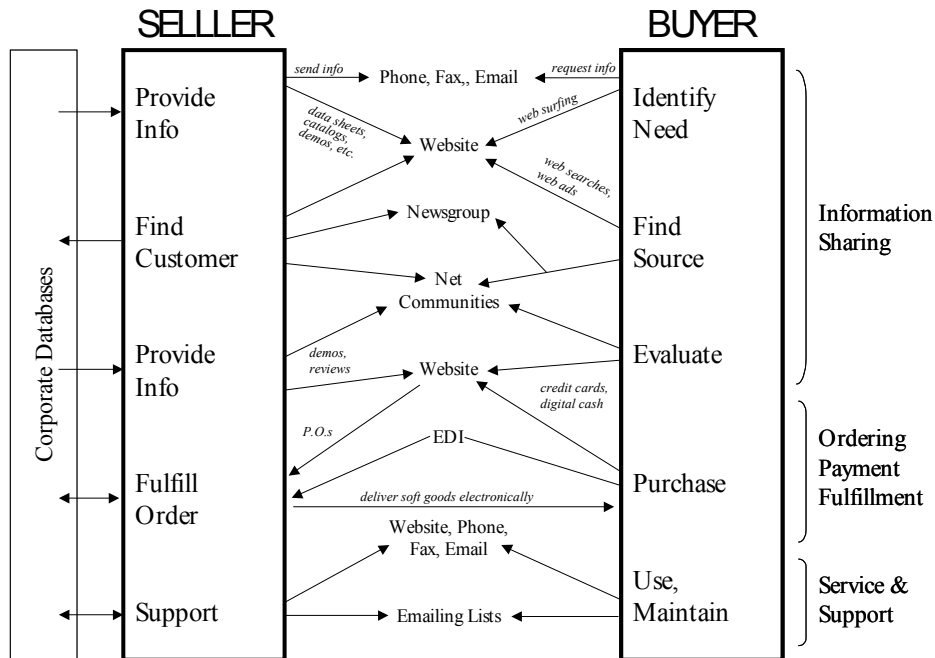 SELLLER
BUYER
Corporate Databases
Provide
Info
Find
Customer
Provide
Info
Fulfill
Order
Support
send info
Phone, Fax,, Email
request info
data sheets,
catalogs,
demos, etc.
Website
web surfing
web searches,
web ads
Newsgroup
Net
Communities
demos,
reviews
Website
credit cards,
digital cash
P.O.s
EDI
deliver soft goods electronically
Website, Phone,
Fax, Email
Emailing Lists
Identify
Need
Find
Source
Evaluate
Purchase
Use,
Maintain
Information
Sharing
Ordering
Payment
Fulfillment
Service &
Support